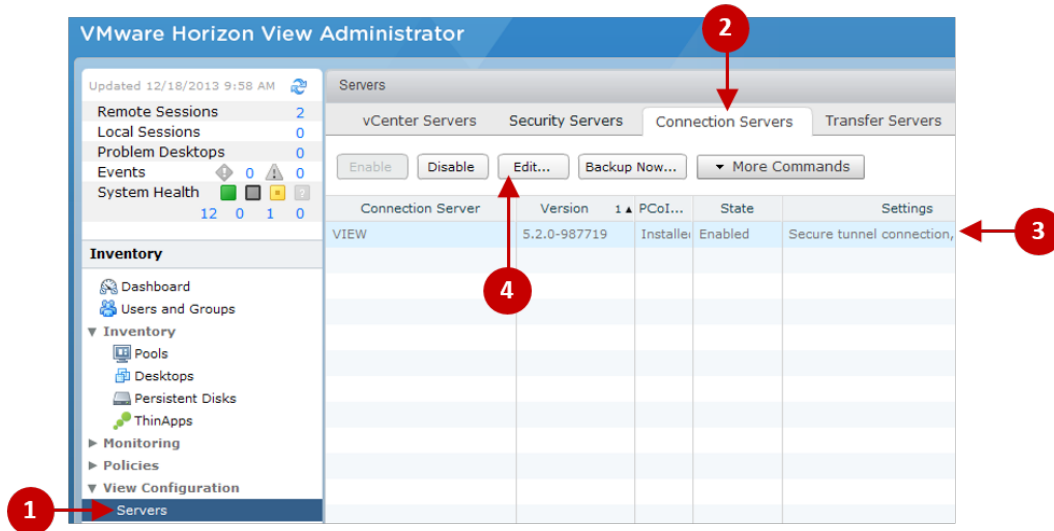 VMware Horizon View Administrator
2
Updated 12/18/2013 9:58 AM
Remote Sessions 2
Local Sessions 0
Problem Desktops 0
Events 0 0
System Health ?
12 0 1 0
Inventory
Dashboard
Users and Groups
Inventory
Pools
Desktops
Persistent Disks
ThinApps
Monitoring
Policies
View Configuration
1
Servers
Servers
vCenter Servers Security Servers Connection Servers Transfer Servers
Enable Disable Edit... Backup Now... More Commands
Connection Server Version 1 PCoI... State Settings
VIEW 5.2.0-987719 Installe Enabled Secure tunnel connection,
3
4